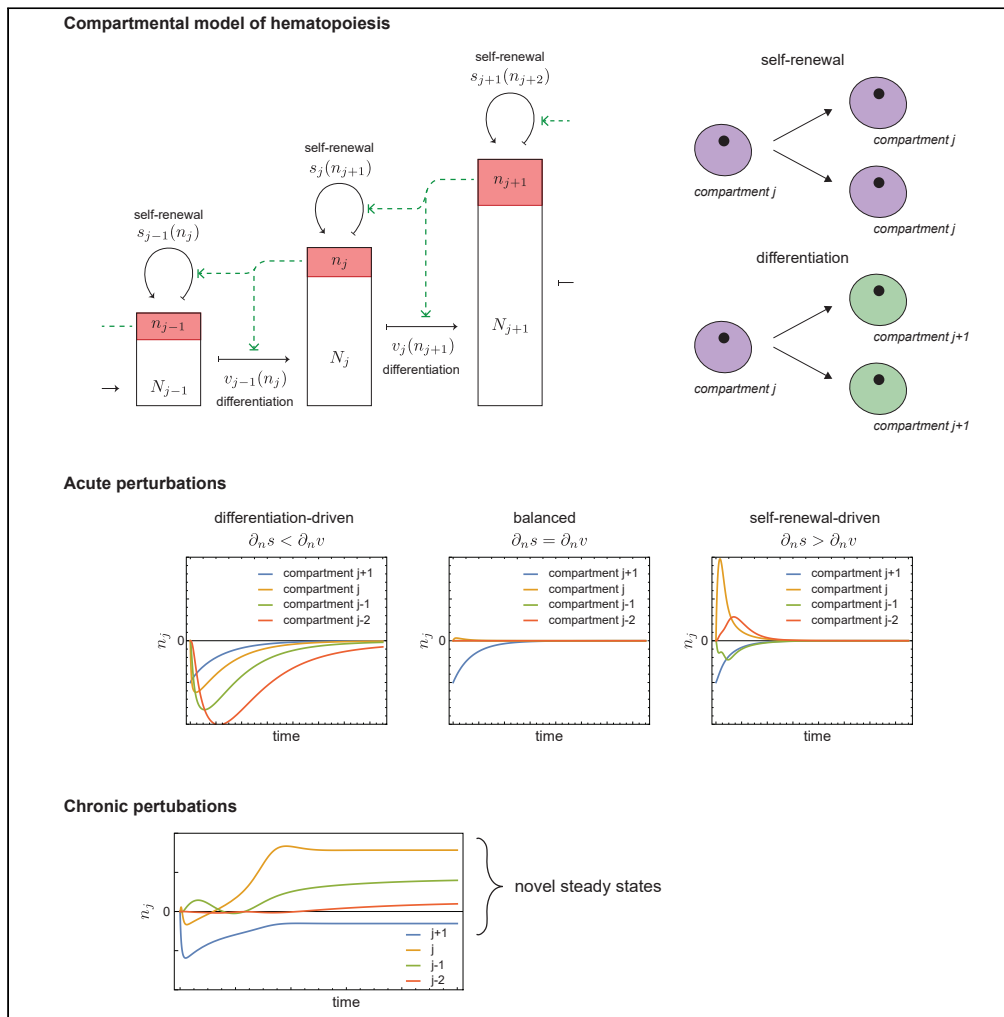 Compartmental model of hematopoiesis
self-renewal
s_{j+1}(n_{j+2})
self-renewal
s_j(n_{j+1})
self-renewal
s_{j-1}(n_j)
n_{j+1}
n_j
n_{j-1}
N_{j+1}
N_j
N_{j-1}
v_j(n_{j+1})
differentiation
v_{j-1}(n_j)
differentiation
self-renewal
compartment j
compartment j
compartment j
differentiation
compartment j+1
compartment j
compartment j+1
Acute perturbations
differentiation-driven
∂_n s < ∂_n v
compartment j+1
compartment j
compartment j-1
compartment j-2
0
n_j
time
balanced
∂_n s = ∂_n v
compartment j+1
compartment j
compartment j-1
compartment j-2
0
n_j
time
self-renewal-driven
∂_n s > ∂_n v
compartment j+1
compartment j
compartment j-1
compartment j-2
0
n_j
time
Chronic pertubations
0
n_j
j+1
j
j-1
j-2
time
novel steady states